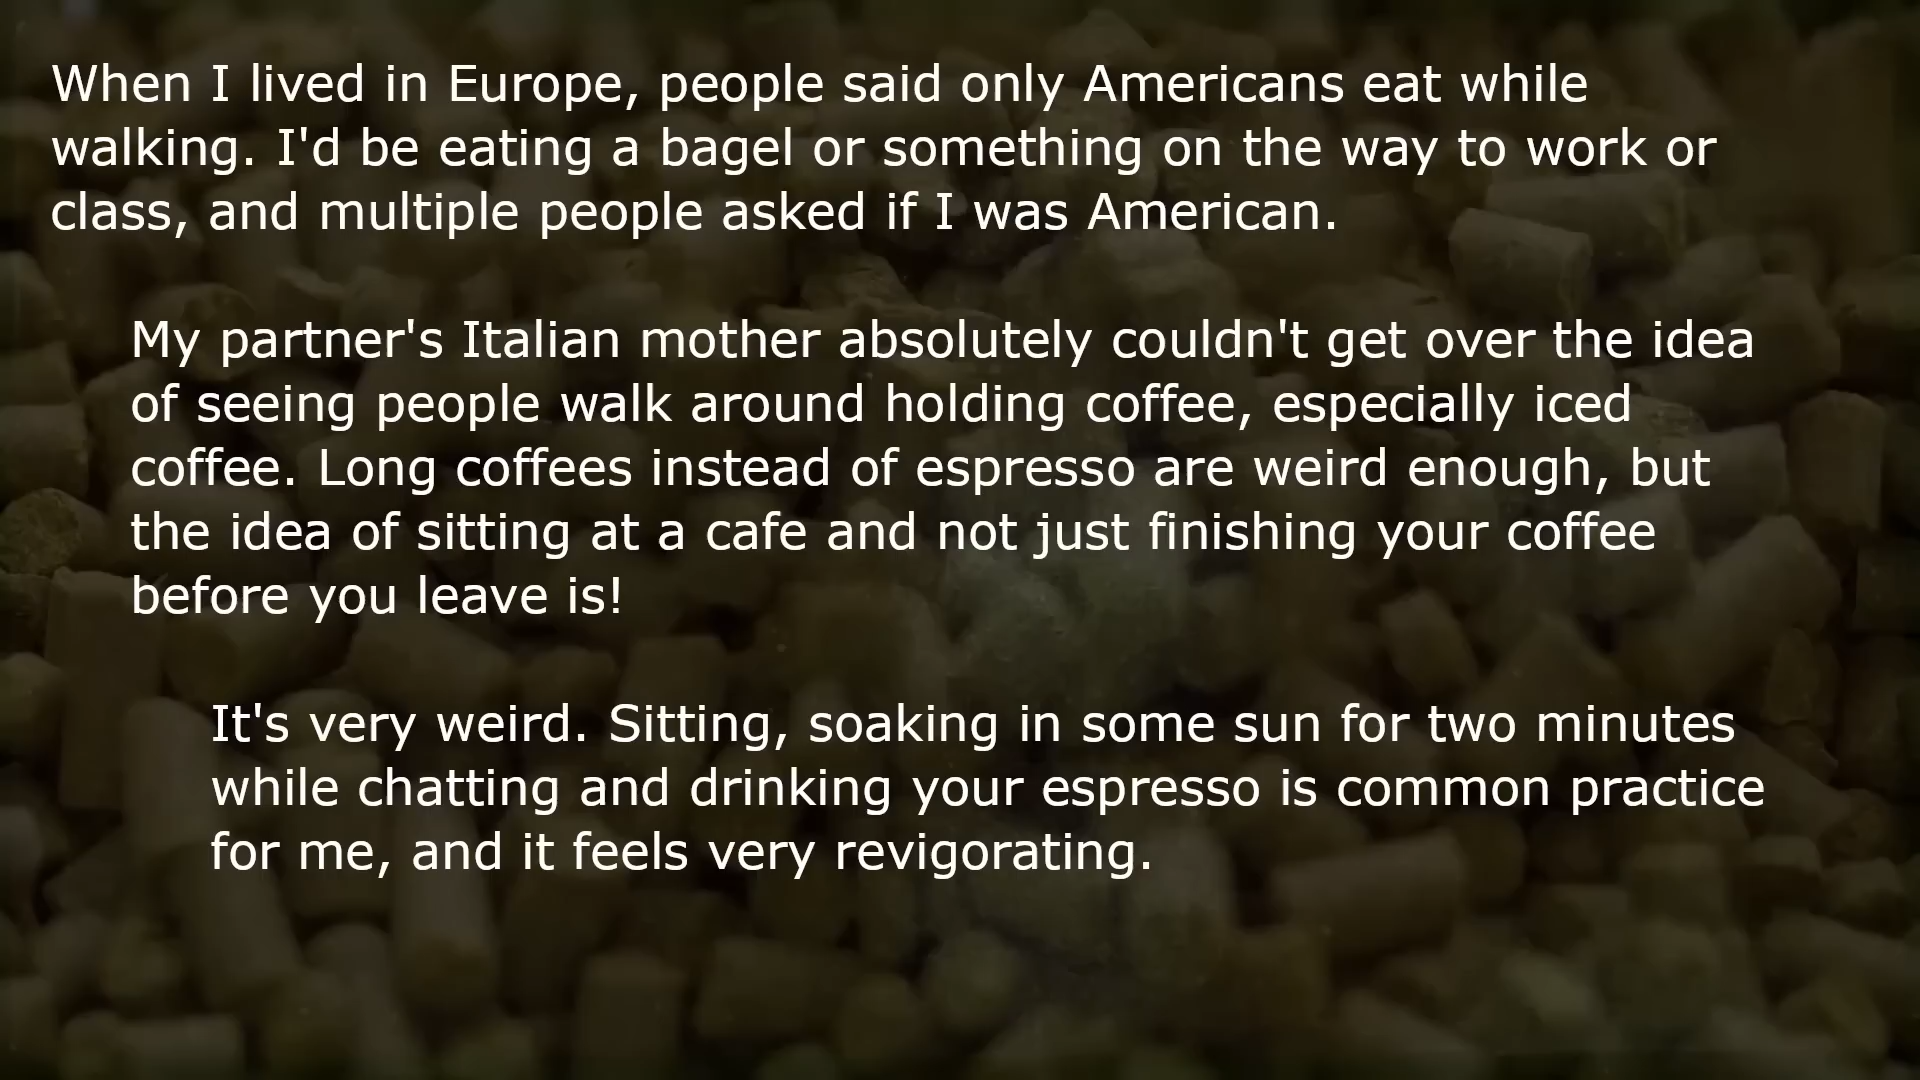 When I lived in Europe, people said only Americans eat while
walking. I'd be eating a bagel or something on the way to work or
class, and multiple people asked if I was American.
My partner's Italian mother absolutely couldn't get over the idea
of seeing people walk around holding coffee, especially iced
coffee. Long coffees instead of espresso are weird enough, but
the idea of sitting at a cafe and not just finishing your coffee
before you leave is!
It's very weird. Sitting, soaking in some sun for two minutes
while chatting and drinking your espresso is common practice
for me, and it feels very revigorating.